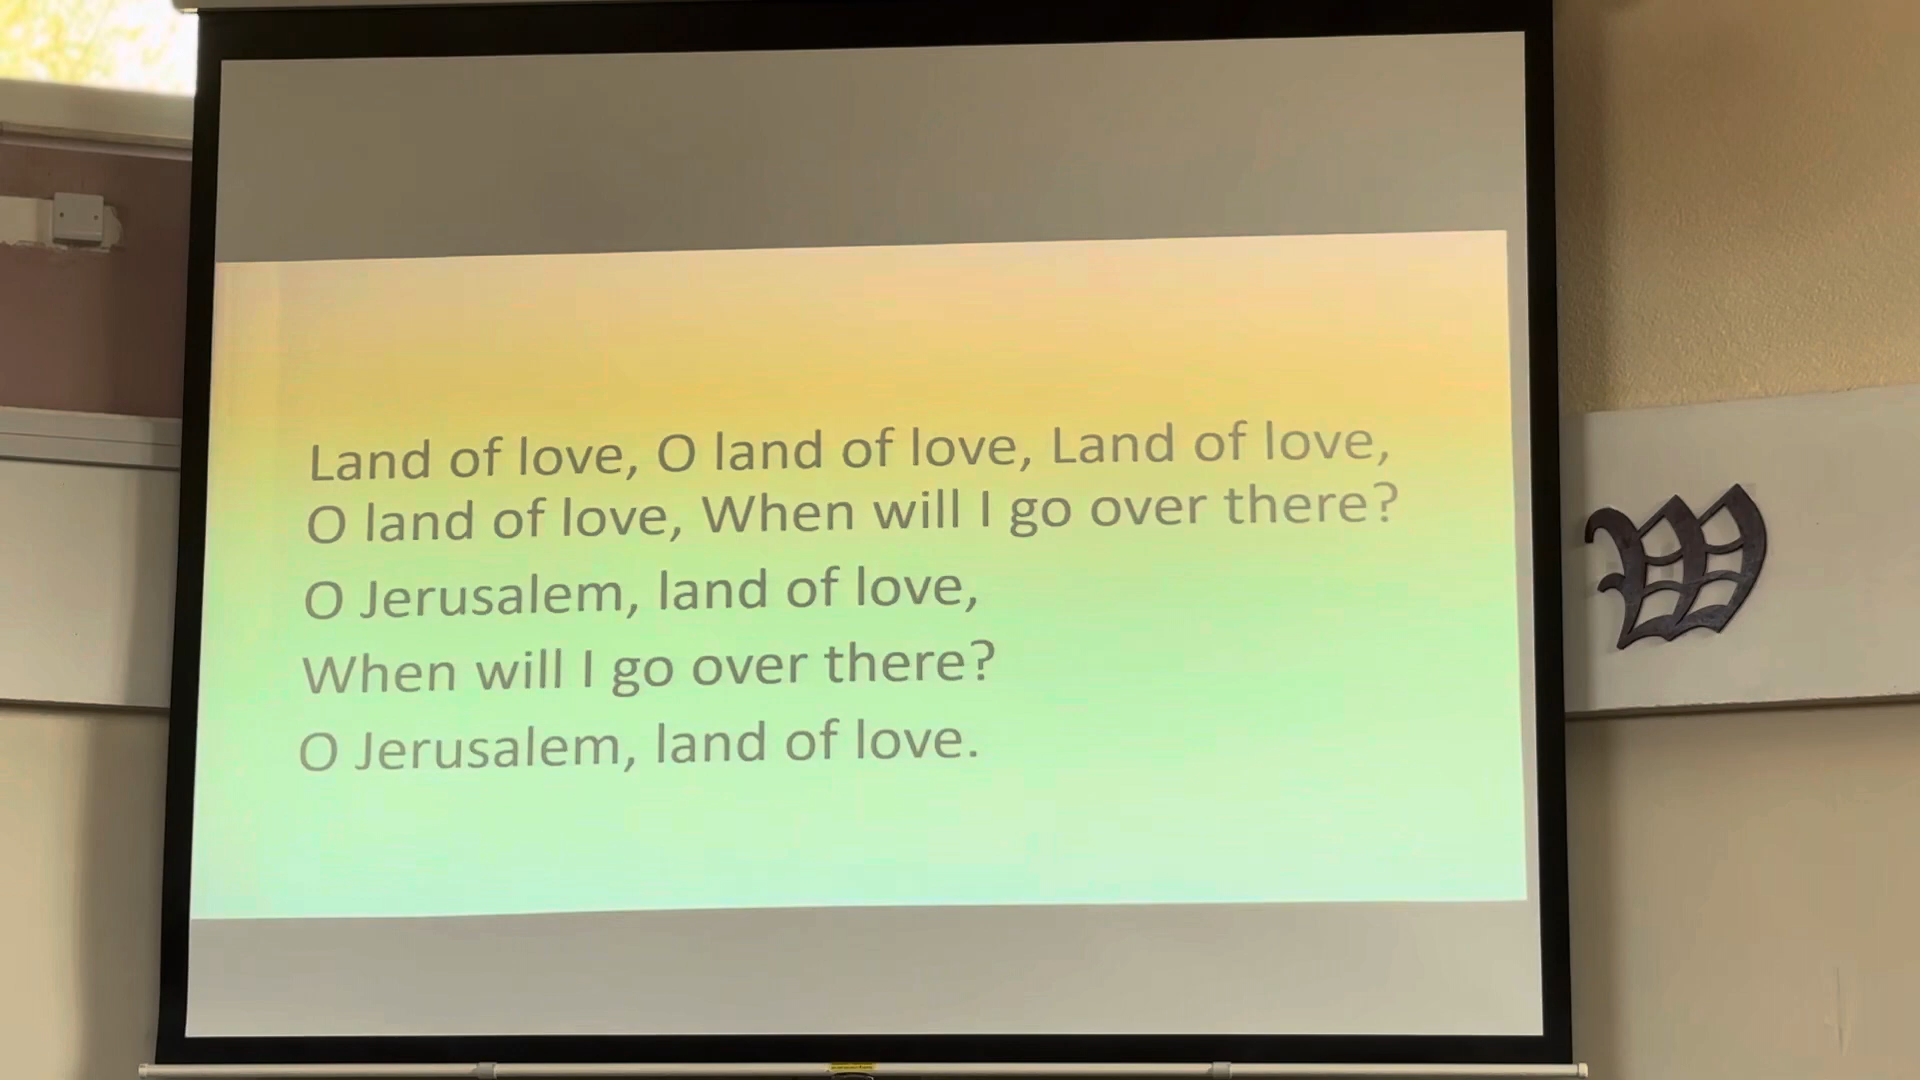 Land of love, O land of love, Land of love,
O land of love, When will I go over there?
O Jerusalem, land of love,
When will I go over there?
O Jerusalem, land of love.
W